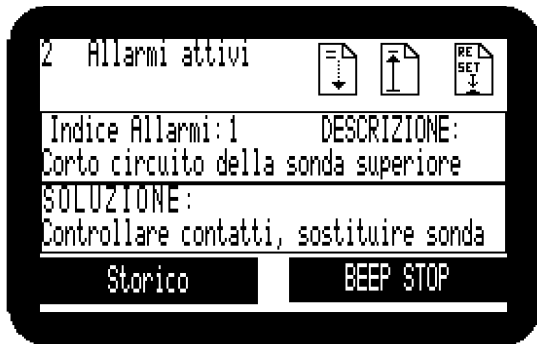 2 Allarmi attivi
RE
SET
Indice Allarmi: 1 DESCRIZIONE:
Corto circuito della sonda superiore
SOLUZIONE:
Controllare contatti, sostituire sonda
Storico BEEP STOP